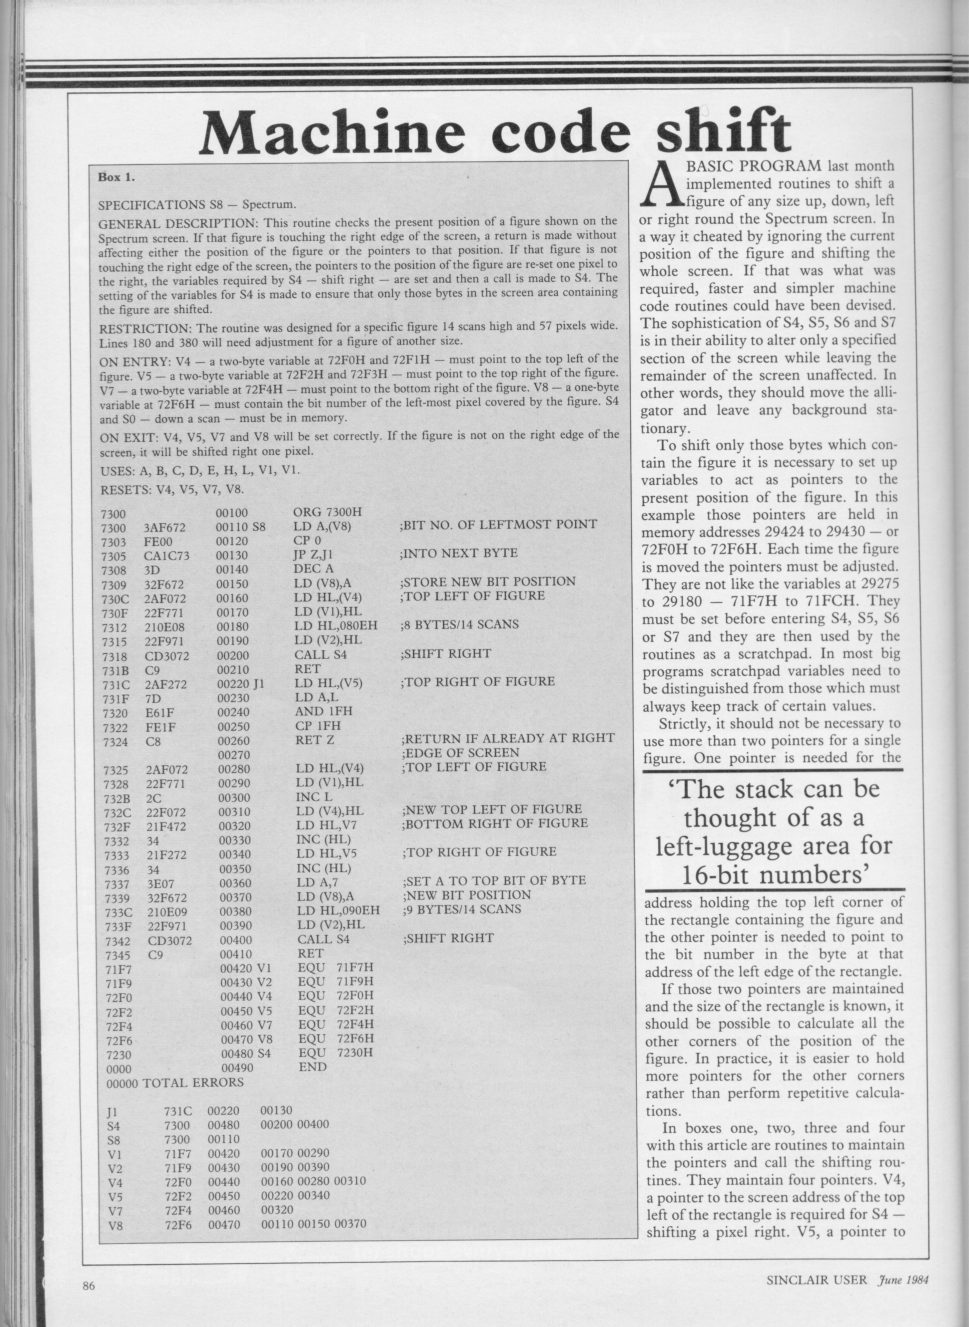 Machine code shift
Box 1.
SPECIFICATIONS S8 — Spectrum.
GENERAL DESCRIPTION: This routine checks the present position of a figure shown on the
Spectrum screen. If that figure is touching the right edge of the screen, a return is made without
affecting either the position of the figure or the pointers to that position. If that figure is not
touching the right edge of the screen, the pointers to the position of the figure are re-set one pixel to
the right, the variables required by S4 — shift right — are set and then a call is made to S4. The
setting of the variables for S4 is made to ensure that only those bytes in the screen area containing
the figure are shifted.
RESTRICTION: The routine was designed for a specific figure 14 scans high and 57 pixels wide.
Lines 180 and 380 will need adjustment for a figure of another size.
ON ENTRY: V4 — a two-byte variable at 72F0H and 72F1H — must point to the top left of the
figure. V5 — a two-byte variable at 72F2H and 72F3H — must point to the top right of the figure.
V7 — a two-byte variable at 72F4H — must point to the bottom right of the figure. V8 — a one-byte
variable at 72F6H — must contain the bit number of the left-most pixel covered by the figure. S4
and S0 — down a scan — must be in memory.
ON EXIT: V4, V5, V7 and V8 will be set correctly. If the figure is not on the right edge of the
screen, it will be shifted right one pixel.
USES: A, B, C, D, E, H, L, V1, V1.
RESETS: V4, V5, V7, V8.
7300 00100 ORG 7300H
7300 3AF672 00110 S8 LD A,(V8) ;BIT NO. OF LEFTMOST POINT
7303 FE00 00120 CP 0
7305 CA1C73 00130 JP Z,J1 ;INTO NEXT BYTE
7308 3D 00140 DEC A
7309 32F672 00150 LD (V8),A ;STORE NEW BIT POSITION
730C 2AF072 00160 LD HL,(V4) ;TOP LEFT OF FIGURE
730F 22F771 00170 LD (V1),HL
7312 210E08 00180 LD HL,080EH ;8 BYTES/14 SCANS
7315 22F971 00190 LD (V2),HL
7318 CD3072 00200 CALL S4 ;SHIFT RIGHT
731B C9 00210 RET
731C 2AF272 00220 J1 LD HL,(V5) ;TOP RIGHT OF FIGURE
731F 7D 00230 LD A,L
7320 E61F 00240 AND 1FH
7322 FE1F 00250 CP 1FH
7324 C8 00260 RET Z ;RETURN IF ALREADY AT RIGHT
00270 ;EDGE OF SCREEN
7325 2AF072 00280 LD HL,(V4) ;TOP LEFT OF FIGURE
7328 22F771 00290 LD (V1),HL
732B 2C 00300 INC L
732C 22F072 00310 LD (V4),HL ;NEW TOP LEFT OF FIGURE
732F 21F472 00320 LD HL,V7 ;BOTTOM RIGHT OF FIGURE
7332 34 00330 INC (HL)
7333 21F272 00340 LD HL,V5 ;TOP RIGHT OF FIGURE
7336 34 00350 INC (HL)
7337 3E07 00360 LD A,7 ;SET A TO TOP BIT OF BYTE
7339 32F672 00370 LD (V8),A ;NEW BIT POSITION
733C 210E09 00380 LD HL,090EH ;9 BYTES/14 SCANS
733F 22F971 00390 LD (V2),HL
7342 CD3072 00400 CALL S4 ;SHIFT RIGHT
7345 C9 00410 RET
71F7 00420 V1 EQU 71F7H
71F9 00430 V2 EQU 71F9H
72F0 00440 V4 EQU 72F0H
72F2 00450 V5 EQU 72F2H
72F4 00460 V7 EQU 72F4H
72F6 00470 V8 EQU 72F6H
7230 00480 S4 EQU 7230H
0000 00490 END
00000 TOTAL ERRORS
J1 731C 00220 00130
S4 7300 00480 00200 00400
S8 7300 00110
V1 71F7 00420 00170 00290
V2 71F9 00430 00190 00390
V4 72F0 00440 00160 00280 00310
V5 72F2 00450 00220 00340
V7 72F4 00460 00320
V8 72F6 00470 00110 00150 00370
A BASIC PROGRAM last month
implemented routines to shift a
figure of any size up, down, left
or right round the Spectrum screen. In
a way it cheated by ignoring the current
position of the figure and shifting the
whole screen. If that was what was
required, faster and simpler machine
code routines could have been devised.
The sophistication of S4, S5, S6 and S7
is in their ability to alter only a specified
section of the screen while leaving the
remainder of the screen unaffected. In
other words, they should move the alli-
gator and leave any background sta-
tionary.
To shift only those bytes which con-
tain the figure it is necessary to set up
variables to act as pointers to the
present position of the figure. In this
example those pointers are held in
memory addresses 29424 to 29430 — or
72F0H to 72F6H. Each time the figure
is moved the pointers must be adjusted.
They are not like the variables at 29275
to 29180 — 71F7H to 71FCH. They
must be set before entering S4, S5, S6
or S7 and they are then used by the
routines as a scratchpad. In most big
programs scratchpad variables need to
be distinguished from those which must
always keep track of certain values.
Strictly, it should not be necessary to
use more than two pointers for a single
figure. One pointer is needed for the
‘The stack can be
thought of as a
left-luggage area for
16-bit numbers’
address holding the top left corner of
the rectangle containing the figure and
the other pointer is needed to point to
the bit number in the byte at that
address of the left edge of the rectangle.
If those two pointers are maintained
and the size of the rectangle is known, it
should be possible to calculate all the
other corners of the position of the
figure. In practice, it is easier to hold
more pointers for the other corners
rather than perform repetitive calcula-
tions.
In boxes one, two, three and four
with this article are routines to maintain
the pointers and call the shifting rou-
tines. They maintain four pointers. V4,
a pointer to the screen address of the top
left of the rectangle is required for S4 —
shifting a pixel right. V5, a pointer to
86
SINCLAIR USER June 1984